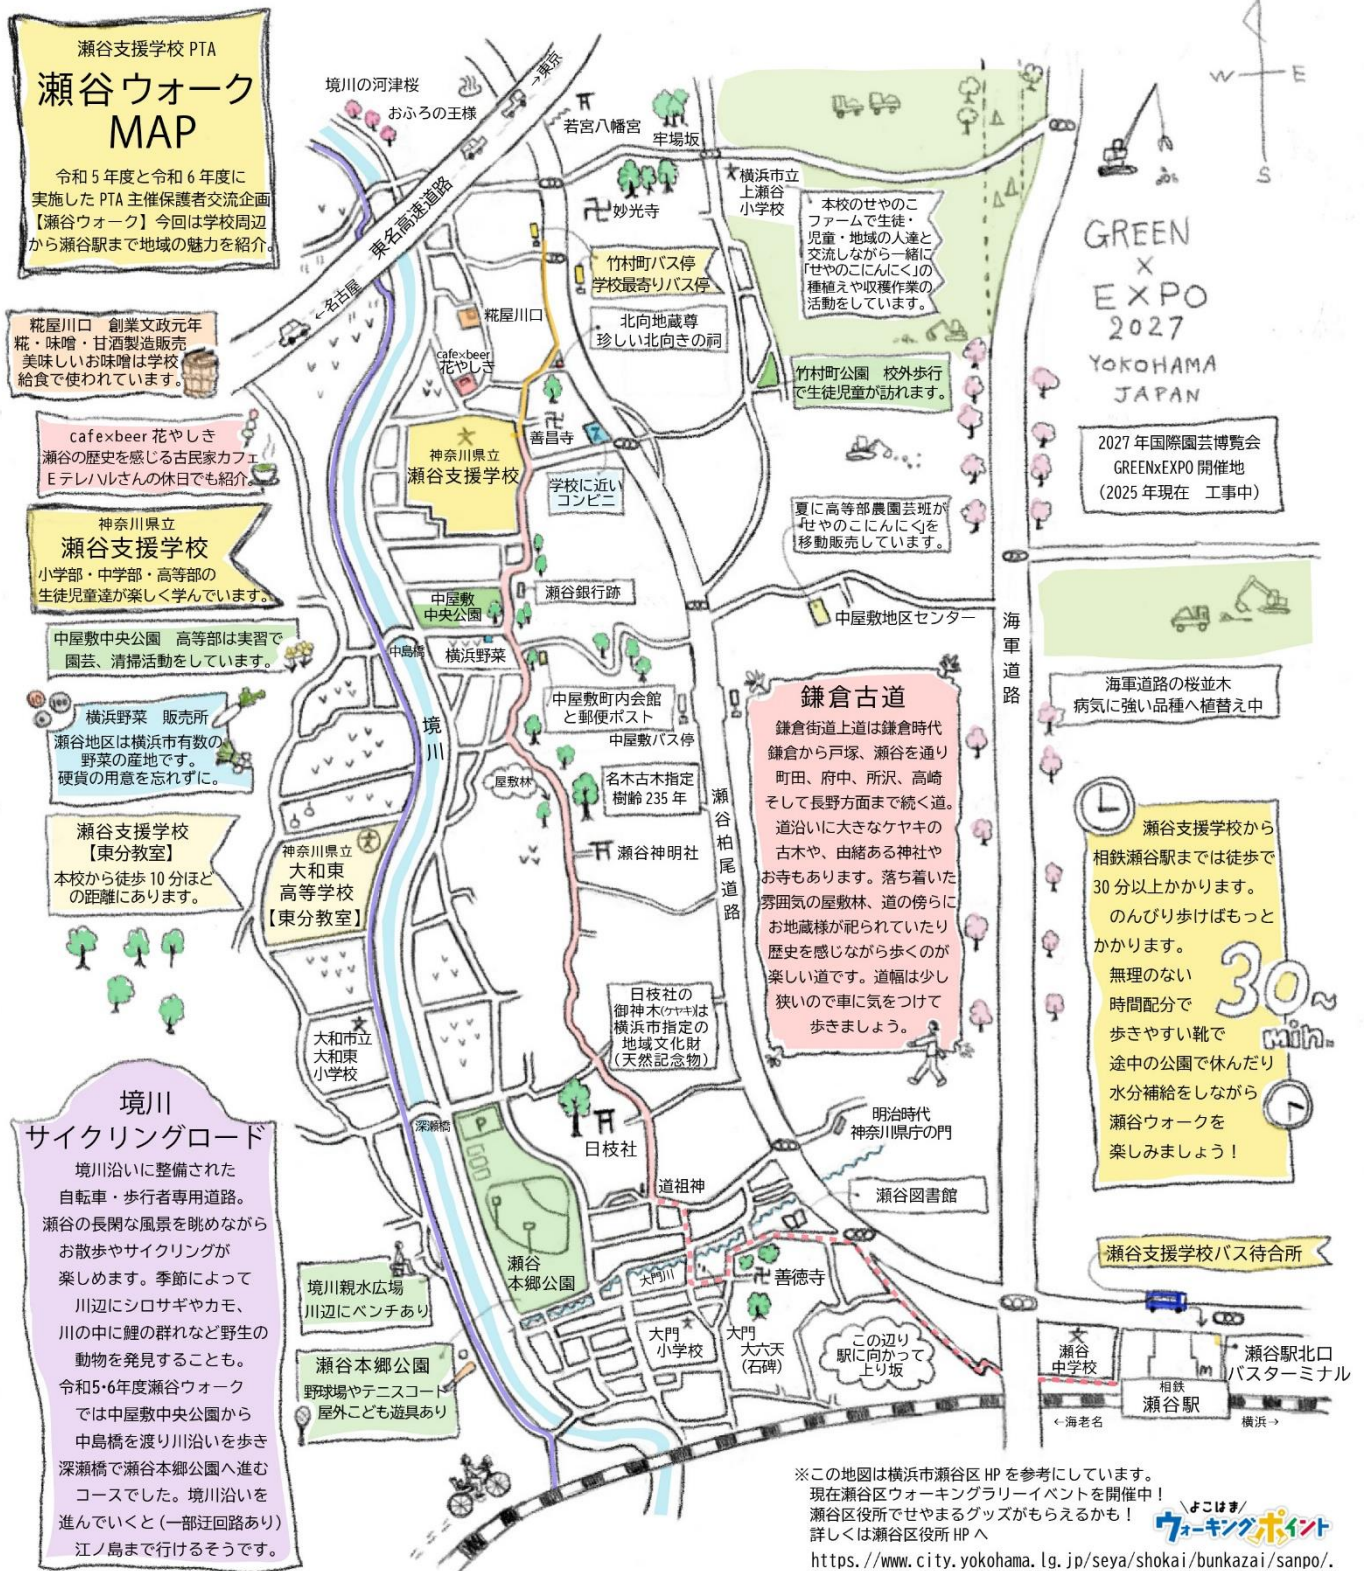 瀬谷支援学校 PTA
瀬谷ウォーク
MAP
令和 5 年度と令和 6 年度に
実施した PTA 主催保護者交流企画
【瀬谷ウォーク】今回は学校周辺
から瀬谷駅まで地域の魅力を紹介。
糀屋川口 創業文政元年
糀・味噌・甘酒製造販売
美味しいお味噌は学校
給食で使われています。
cafe×beer 花やしき
瀬谷の歴史を感じる古民家カフェ
E テレハルさんの休日でも紹介
神奈川県立
瀬谷支援学校
小学部・中学部・高等部の
生徒児童達が楽しく学んでいます。
中屋敷中央公園 高等部は実習で
園芸、清掃活動をしています。
10
100
横浜野菜 販売所
瀬谷地区は横浜市有数の
野菜の産地です。
硬貨の用意を忘れずに。
瀬谷支援学校
【東分教室】
本校から徒歩 10 分ほど
の距離にあります。
境川
サイクリングロード
境川沿いに整備された
自転車・歩行者専用道路。
瀬谷の長閑な風景を眺めながら
お散歩やサイクリングが
楽しめます。季節によって
川辺にシロサギやカモ、
川の中に鯉の群れなど野生の
動物を発見することも。
令和5・6年度瀬谷ウォーク
では中屋敷中央公園から
中島橋を渡り川沿いを歩き
深瀬橋で瀬谷本郷公園へ進む
コースでした。境川沿いを
進んでいくと(一部迂回路あり)
江ノ島まで行けるそうです。
境川の河津桜
おふろの王様
→東京
東名高速道路
←名古屋
若宮八幡宮
牢場坂
妙光寺
横浜市立
上瀬谷
小学校
本校のせやのこ
ファームで生徒・
児童・地域の人達と
交流しながら一緒に
「せやのこにんにく」の
種植えや収穫作業の
活動をしています。
竹村町バス停
学校最寄りバス停
糀屋川口
北向地蔵尊
珍しい北向きの祠
cafe×beer
花やしき
竹村町公園 校外歩行
で生徒児童が訪れます。
善昌寺
7
神奈川県立
瀬谷支援学校
学校に近い
コンビニ
夏に高等部農園芸班が
「せやのこにんにく」を
移動販売しています。
中屋敷
中央公園
瀬谷銀行跡
中屋敷地区センター
中島橋
横浜野菜
中屋敷町内会館
と郵便ポスト
中屋敷バス停
境川
屋敷林
名木古木指定
樹齢 235 年
瀬谷柏尾道路
海軍道路
神奈川県立
大和東
高等学校
【東分教室】
瀬谷神明社
鎌倉古道
鎌倉街道上道は鎌倉時代
鎌倉から戸塚、瀬谷を通り
町田、府中、所沢、高崎
そして長野方面まで続く道。
道沿いに大きなケヤキの
古木や、由緒ある神社や
お寺もあります。落ち着いた
雰囲気の屋敷林、道の傍らに
お地蔵様が祀られていたり
歴史を感じながら歩くのが
楽しい道です。道幅は少し
狭いので車に気をつけて
歩きましょう。
日枝社の
御神木(ケヤキ)は
横浜市指定の
地域文化財
(天然記念物)
大和市立
大和東
小学校
深瀬橋
P
日枝社
明治時代
神奈川県庁の門
道祖神
瀬谷図書館
瀬谷
本郷公園
大門川
善徳寺
境川親水広場
川辺にベンチあり
瀬谷本郷公園
野球場やテニスコート
屋外こども遊具あり
大門
小学校
大門
大六天
(石碑)
この辺り
駅に向かって
上り坂
W
E
S
GREEN
×
EXPO
2027
YOKOHAMA
JAPAN
2027 年国際園芸博覧会
GREEN×EXPO 開催地
(2025 年現在 工事中)
海軍道路の桜並木
病気に強い品種へ植替え中
瀬谷支援学校から
相鉄瀬谷駅までは徒歩で
30 分以上かかります。
のんびり歩けばもっと
かかります。
無理のない
時間配分で
歩きやすい靴で
途中の公園で休んだり
水分補給をしながら
瀬谷ウォークを
楽しみましょう！
30~
min.
瀬谷支援学校バス待合所
瀬谷
中学校
m
瀬谷駅北口
バスターミナル
相鉄
瀬谷駅
←海老名
横浜→
※この地図は横浜市瀬谷区 HP を参考にしています。
現在瀬谷区ウォーキングラリーイベントを開催中！
瀬谷区役所でせやまるグッズがもらえるかも！
詳しくは瀬谷区役所 HP へ
https://www.city.yokohama.lg.jp/seya/shokai/bunkazai/sanpo/.
よこはま
ウォーキングポイント